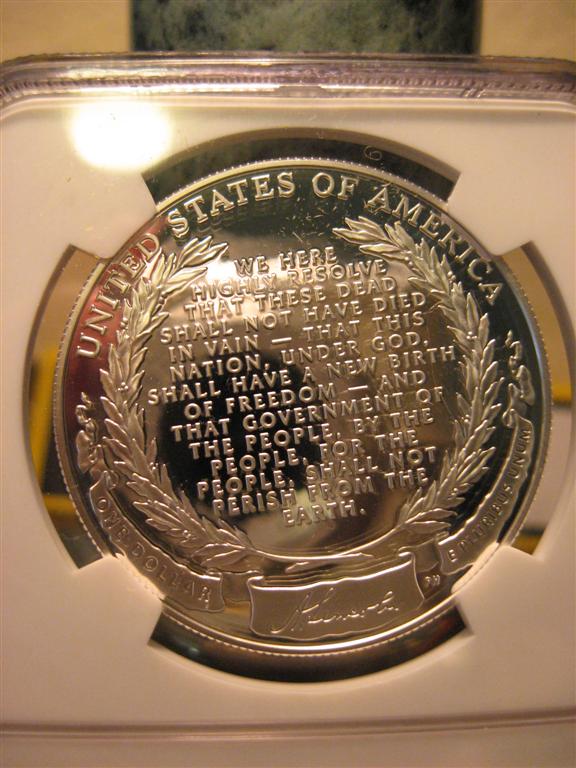 UNITED STATES OF AMERICA
WE HERE
HIGHLY RESOLVE
THAT THESE DEAD
SHALL NOT HAVE DIED
IN VAIN — THAT THIS
NATION, UNDER GOD,
SHALL HAVE A NEW BIRTH
OF FREEDOM — AND
THAT GOVERNMENT OF
THE PEOPLE, BY THE
PEOPLE, FOR THE
PEOPLE, SHALL NOT
PERISH FROM THE
EARTH.
ONE DOLLAR
A. Lincoln
E PLURIBUS UNUM